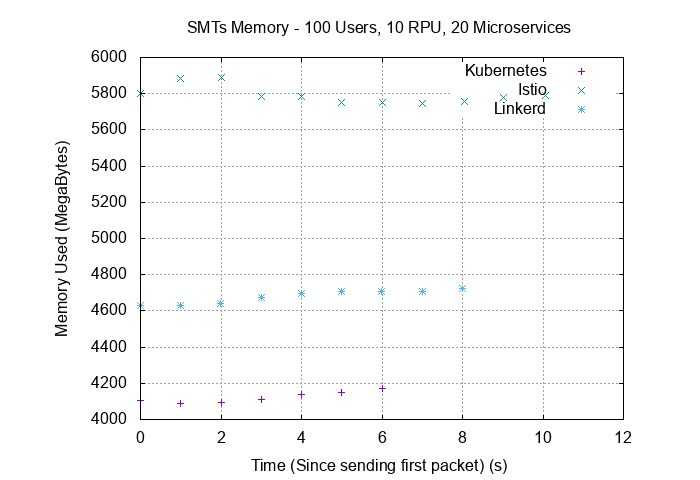 SMTs Memory - 100 Users, 10 RPU, 20 Microservices
Memory Used (MegaBytes)
6000
5800
5600
5400
5200
5000
4800
4600
4400
4200
4000
Kubernetes
Istio
Linkerd
0 2 4 6 8 10 12
Time (Since sending first packet) (s)